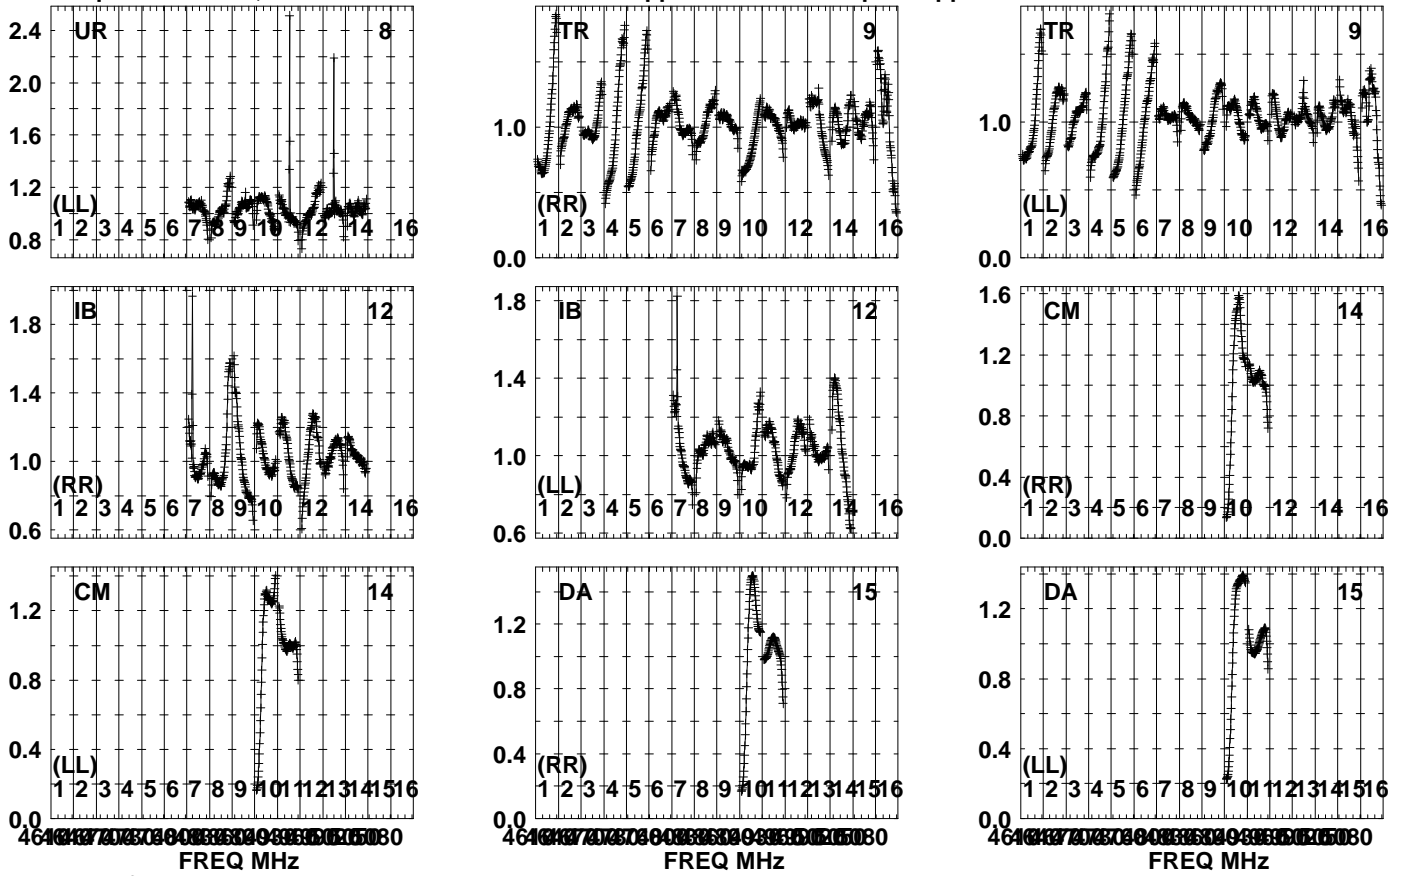 UR 8
2.4
2.0
1.6
1.2
(LL)
1 2 3 4 5 6 7 8 9 10 12 14 16
0.8
TR 9
1.0
(RR)
1 2 3 4 5 6 7 8 9 10 12 14 16
0.0
TR 9
1.0
(LL)
1 2 3 4 5 6 7 8 9 10 12 14 16
0.0
IB 12
1.8
1.4
1.0
(RR)
1 2 3 4 5 6 7 8 9 10 12 14 16
0.6
IB 12
1.8
1.4
1.0
(LL)
1 2 3 4 5 6 7 8 9 10 12 14 16
0.6
CM 14
1.6
1.2
0.8
0.4
(RR)
1 2 3 4 5 6 7 8 9 10 12 14 16
0.0
CM 14
1.2
0.8
0.4
(LL)
1 2 3 4 5 6 7 8 9 10 11 12 13 14 15 16
0.0
FREQ MHz
DA 15
1.2
0.8
0.4
(RR)
1 2 3 4 5 6 7 8 9 10 11 12 13 14 15 16
0.0
FREQ MHz
DA 15
1.2
0.8
0.4
(LL)
1 2 3 4 5 6 7 8 9 10 11 12 13 14 15 16
0.0
FREQ MHz